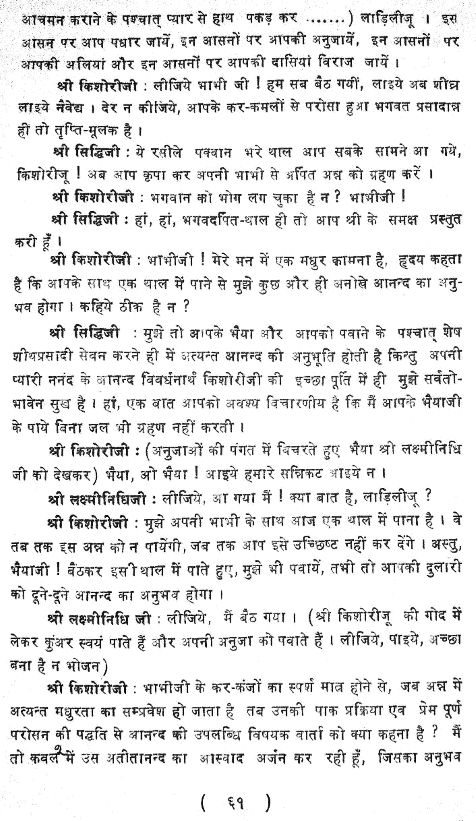 आचमन कराने के पश्चात् प्यार से हाथ पकड़ कर .......) लाड़िलीजू । इस
आसन पर आप पधार जायें, इन आसनों पर आपकी अनुजायें, इन आसनों पर
आपकी अलियां और इन आसनों पर आपकी दासियां विराज जायें ।
श्री किशोरीजी : लीजिये भाभी जी ! हम सब बैठ गयीं, लाइये अब शीघ्र
लाइये नैवेद्य । देर न कीजिये, आपके कर-कमलों से परोसा हुआ भगवत प्रसादान्न
ही तो तृप्ति-मूलक है ।
श्री सिद्धिजी : ये रसीले पक्वान भरे थाल आप सबके सामने आ गये,
किशोरीजू ! अब आप कृपा कर अपनी भाभी से अर्पित अन्न को ग्रहण करें ।
श्री किशोरीजी : भगवान को भोग लग चुका है न ? भाभीजी !
श्री सिद्धिजी : हां, हां, भगवदर्पित-थाल ही तो आप श्री के समक्ष प्रस्तुत
करी हूँ ।
श्री किशोरीजी : भाभीजी ! मेरे मन में एक मधुर कामना है, हृदय कहता
है कि आपके साथ एक थाल में पाने से मुझे कुछ और ही अनोखे आनन्द का अनु-
भव होगा । कहिये ठीक है न ?
श्री सिद्धिजी : मुझे तो आपके भैया और आपको पवाने के पश्चात् शेष
शीथप्रसादी सेवन करने ही में अत्यन्त आनन्द की अनुभूति होती है किन्तु अपनी
प्यारी ननंद के आनन्द विवर्धनार्थ किशोरीजी की इच्छा पूर्ति में ही मुझे सर्वतो-
भावेन सुख है । हां, एक बात आपको अवश्य विचारणीय है कि मैं आपके भैयाजी
के पाये बिना जल भी ग्रहण नहीं करती ।
श्री किशोरीजी : (अनुजाओं की पंगत में विचरते हुए भैया श्री लक्ष्मीनिधि
जी को देखकर) भैया, ओ भैया ! आइये हमारे सन्निकट आइये न ।
श्री लक्ष्मीनिधिजी : लीजिये, आ गया मैं ! क्या बात है, लाड़िलीजू ?
श्री किशोरीजी : मुझे अपनी भाभी के साथ आज एक थाल में पाना है । वे
तब तक इस अन्न को न पायेंगी, जब तक आप इसे उच्छिष्ट नहीं कर देंगे । अस्तु,
भैयाजी ! बैठकर इसी थाल में पाते हुए, मुझे भी पवायें, तभी तो आपकी दुलारी
को दूने-दूने आनन्द का अनुभव होगा ।
श्री लक्ष्मीनिधि जी : लीजिये, मैं बैठ गया । (श्री किशोरीजू की गोद में
लेकर कुंअर स्वयं पाते हैं और अपनी अनुजा को पवाते हैं । लीजिये, पाइये, अच्छा
बना है न भोजन)
श्री किशोरीजी : भाभीजी के कर-कंजों का स्पर्श मात्र होने से, जब अन्न में
अत्यन्त मधुरता का सम्प्रवेश हो जाता है तब उनकी पाक प्रक्रिया एव प्रेम पूर्ण
परोसन की पद्धति से आनन्द की उपलब्धि विषयक वार्ता को क्या कहना है ? मैं
तो कवल में उस अतीतानन्द का आस्वाद अर्जन कर रही हूँ, जिसका अनुभव
( ६१ )